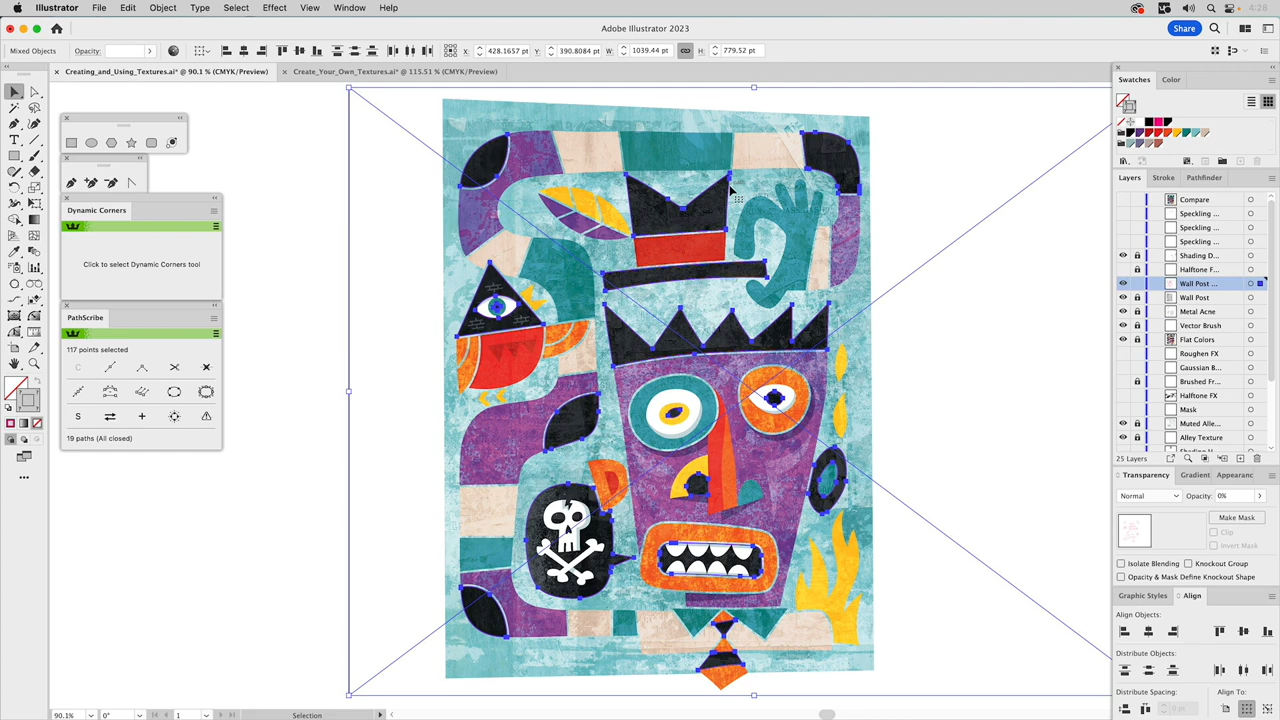 Illustrator File Edit Object Type Select Effect View Window Help 4:28
Adobe Illustrator 2023
Share
Mixed Objects Opacity: X: 428.1657 pt Y: 390.8084 pt W: 1039.44 pt H: 779.52 pt
× Creating_and_Using_Textures.ai* @ 90.1 % (CMYK/Preview) × Create_Your_Own_Textures.ai* @ 115.51 % (CMYK/Preview)
Dynamic Corners
Click to select Dynamic Corners tool
PathScribe
117 points selected
19 paths (All closed)
Swatches Color
Layers Stroke Pathfinder
Compare
Speckling ...
Speckling ...
Speckling ...
Shading D...
Halftone F...
Wall Post ...
Wall Post
Metal Acne
Vector Brush
Flat Colors
Roughen FX
Gaussian B...
Brushed Fr...
Halftone FX
Mask
Muted Alle...
Alley Texture
25 Layers
Transparency Gradient Appearanc
Normal Opacity: 0%
Make Mask
Clip
Invert Mask
Isolate Blending Knockout Group
Opacity & Mask Define Knockout Shape
Graphic Styles Align
Align Objects:
Distribute Objects:
Distribute Spacing: Align To:
0 pt
90.1% 0° 1 Selection